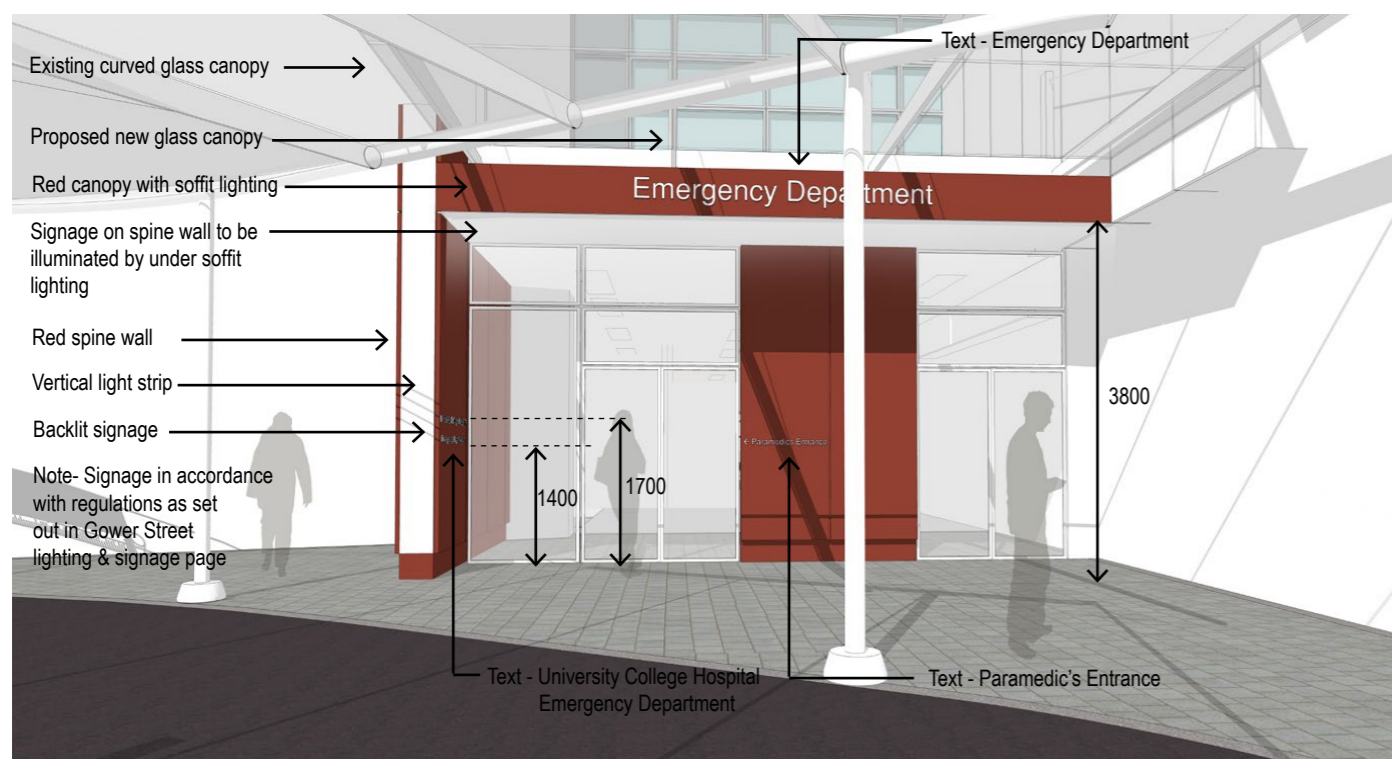 Existing curved glass canopy
Text - Emergency Department
Proposed new glass canopy
Red canopy with soffit lighting
Emergency Department
Signage on spine wall to be
illuminated by under soffit
lighting
Red spine wall
Vertical light strip
Backlit signage
3800
← Paramedics Entrance
1400
1700
Note- Signage in accordance
with regulations as set
out in Gower Street
lighting & signage page
Text - University College Hospital
Emergency Department
Text - Paramedic's Entrance